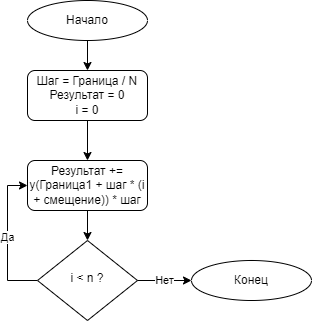 Начало
Шаг = Граница / N
Результат = 0
i = 0
Результат +=
y(Граница1 + шаг * (i
+ смещение)) * шаг
Да
i < n ?
Нет
Конец